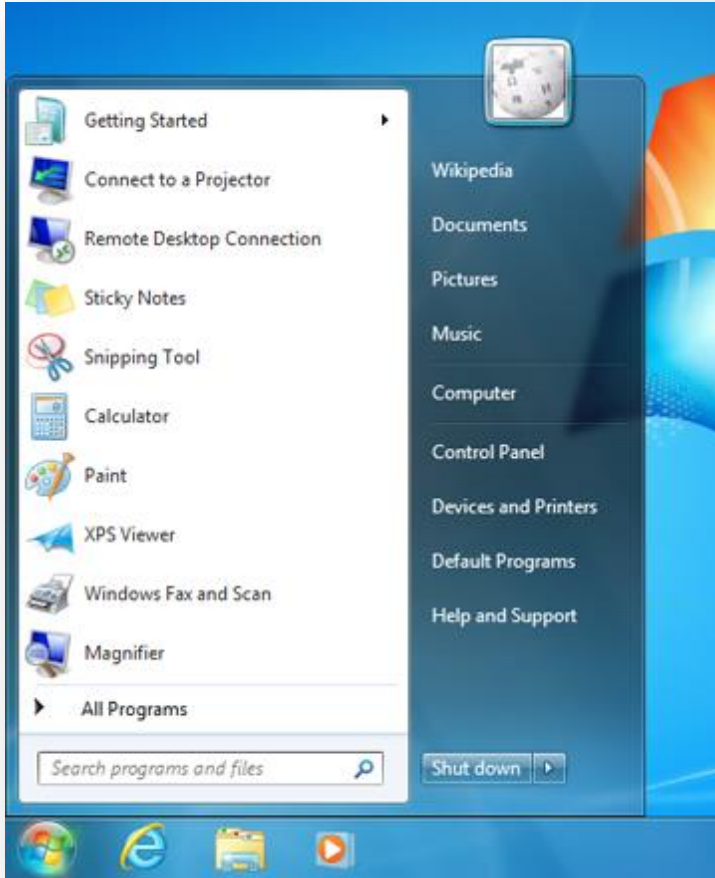 Getting Started
Connect to a Projector
Remote Desktop Connection
Sticky Notes
Snipping Tool
Calculator
Paint
XPS Viewer
Windows Fax and Scan
Magnifier
All Programs
Search programs and files
Wikipedia
Documents
Pictures
Music
Computer
Control Panel
Devices and Printers
Default Programs
Help and Support
Shut down